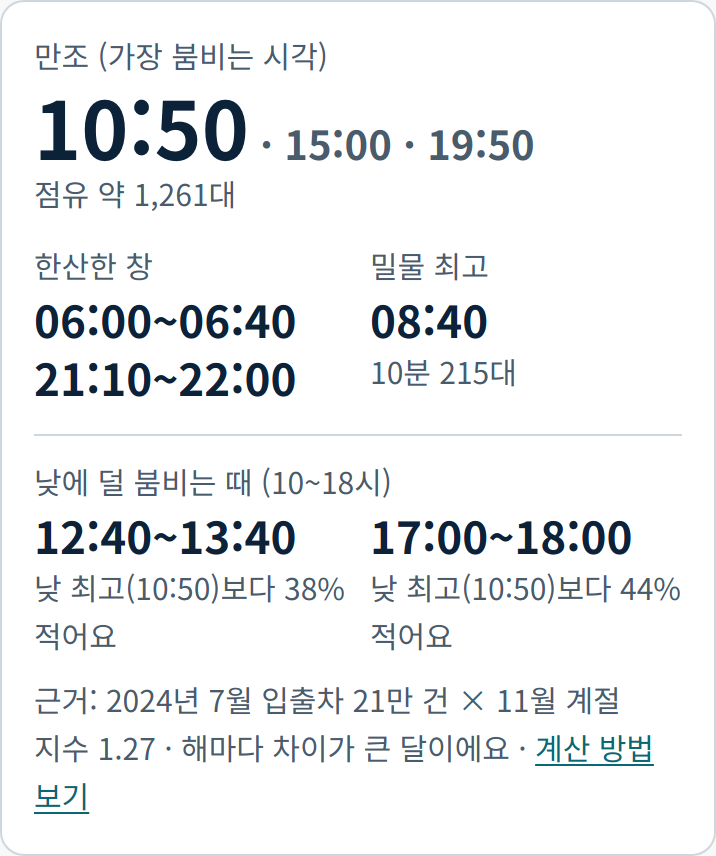 만조 (가장 붐비는 시각)
10:50 · 15:00 · 19:50
점유 약 1,261대
한산한 창
06:00~06:40
21:10~22:00
밀물 최고
08:40
10분 215대
낮에 덜 붐비는 때 (10~18시)
12:40~13:40
낮 최고(10:50)보다 38%
적어요
17:00~18:00
낮 최고(10:50)보다 44%
적어요
근거: 2024년 7월 입출차 21만 건 × 11월 계절
지수 1.27 · 해마다 차이가 큰 달이에요 · 계산 방법
보기